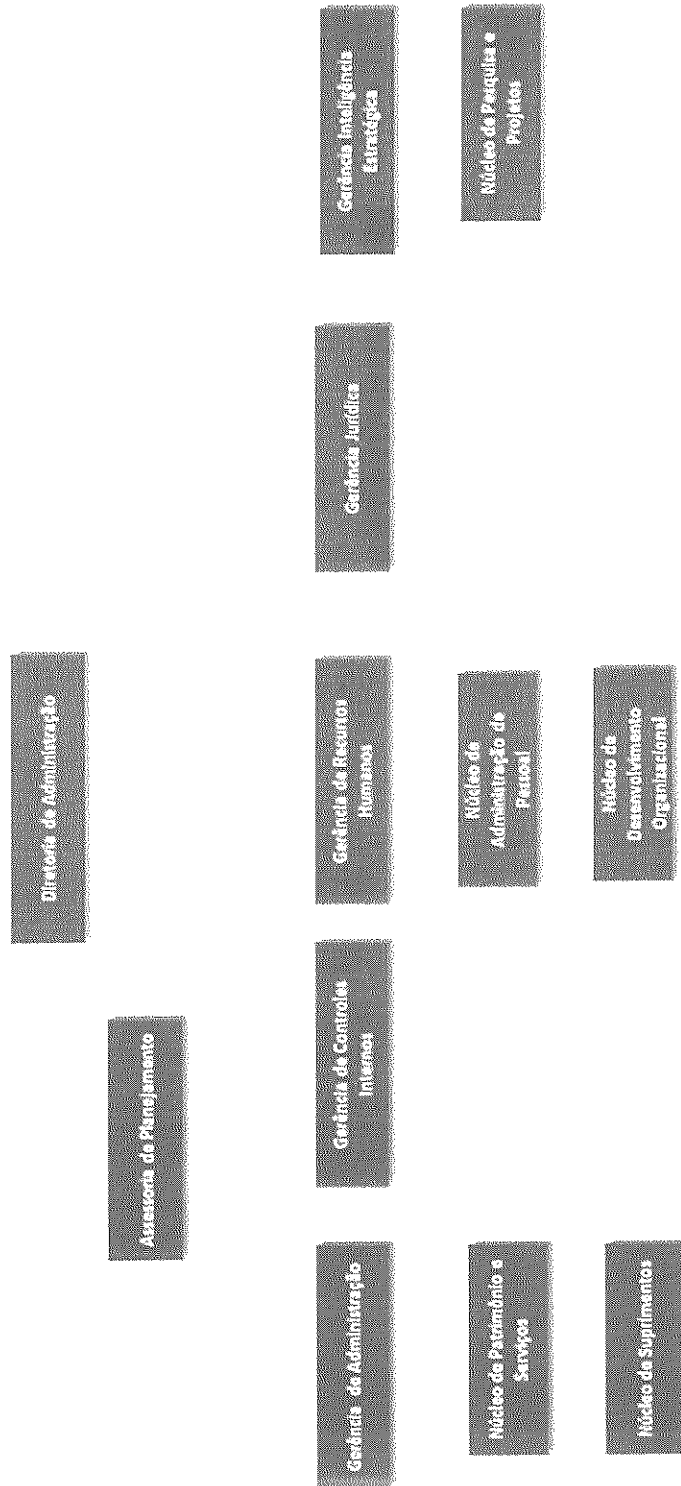 Diretoria de Administração
Assessoria de Planejamento
Gerência de Administração
Gerência de Controles
Internos
Gerência de Recursos
Humanos
Gerência Jurídica
Gerência Inteligência
Estratégica
Núcleo de Patrimônio e
Serviços
Núcleo de
Administração de
Pessoal
Núcleo de Pesquisa e
Projetos
Núcleo de Suprimentos
Núcleo de
Desenvolvimento
Organizacional